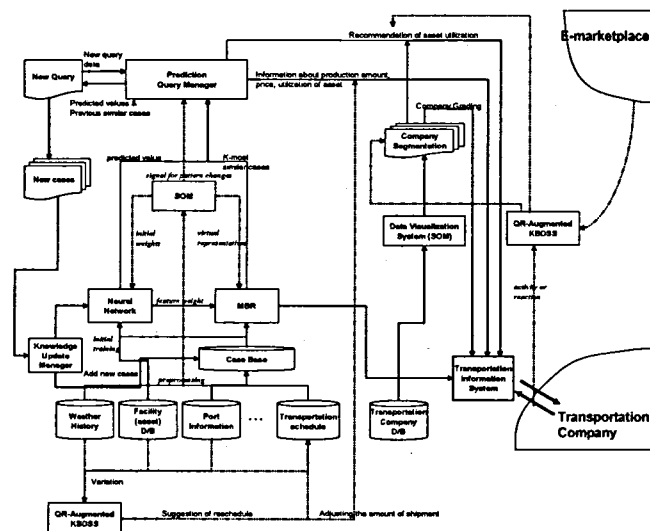 Recommendation of asset utilization
E-marketplace
New query
data
New Query
Prediction
Query Manager
Information about production amount,
price, utilization of asset
Predicted values
Previous similar cases
Company Grading
Company
Segmentation
predicted value
K-most
similar cases
signal for pattern changes
New cases
SOM
Data Visualization
System (SOM)
QR-Augmented
KBDSS
initial
weights
virtual
representation
activity or
reaction
Neural
Network
feature weight
MBR
Knowledge
Update
Manager
initial
training
Case Base
Add new cases
preprocessing
Transportation
Information
System
Weather
History
Facility
(asset)
D/B
Port
Information
...
Transportation
schedule
Transportation
Company
D/B
Transportation
Company
Variation
QR-Augmented
KBDSS
Suggestion of reschedule
Adjusting the amount of shipment